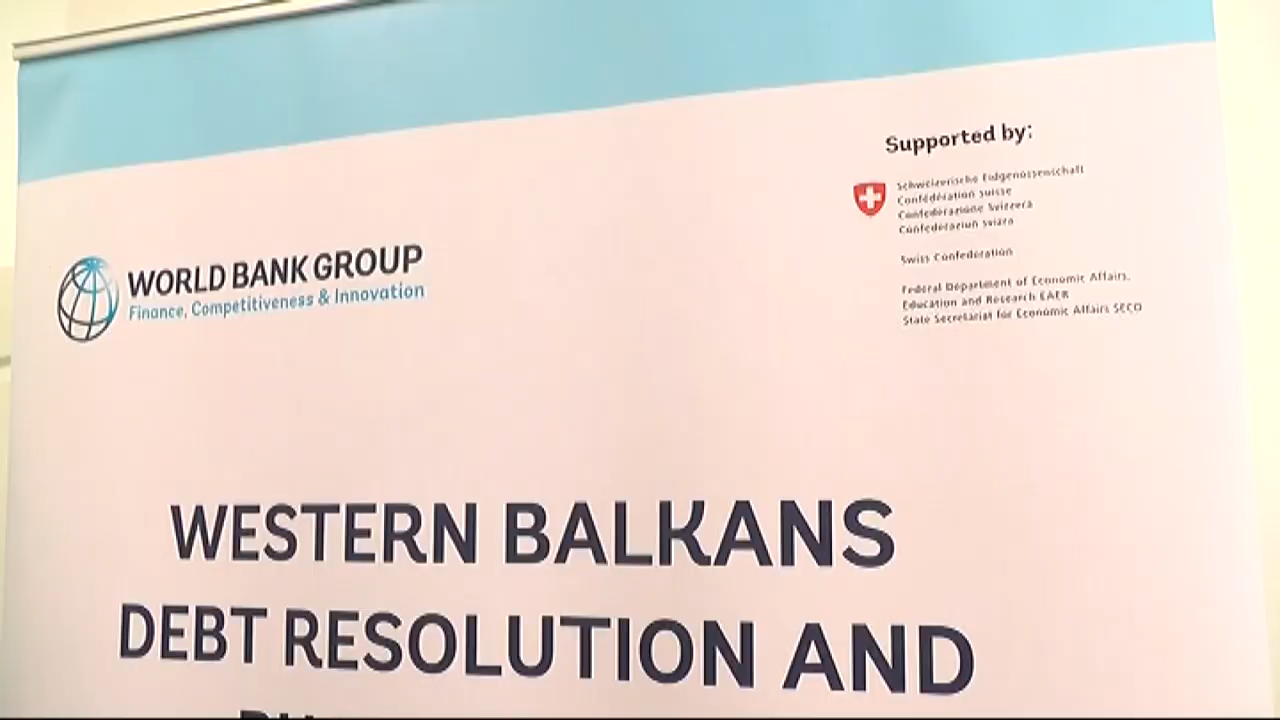 Supported by:
Schweizerische Eidgenossenschaft
Confédération suisse
Confederazione Svizzera
Confederaziun svizra
Swiss Confederation
Federal Department of Economic Affairs,
Education and Research EAER
State Secretariat for Economic Affairs SECO
WORLD BANK GROUP
Finance, Competitiveness & Innovation
WESTERN BALKANS
DEBT RESOLUTION AND